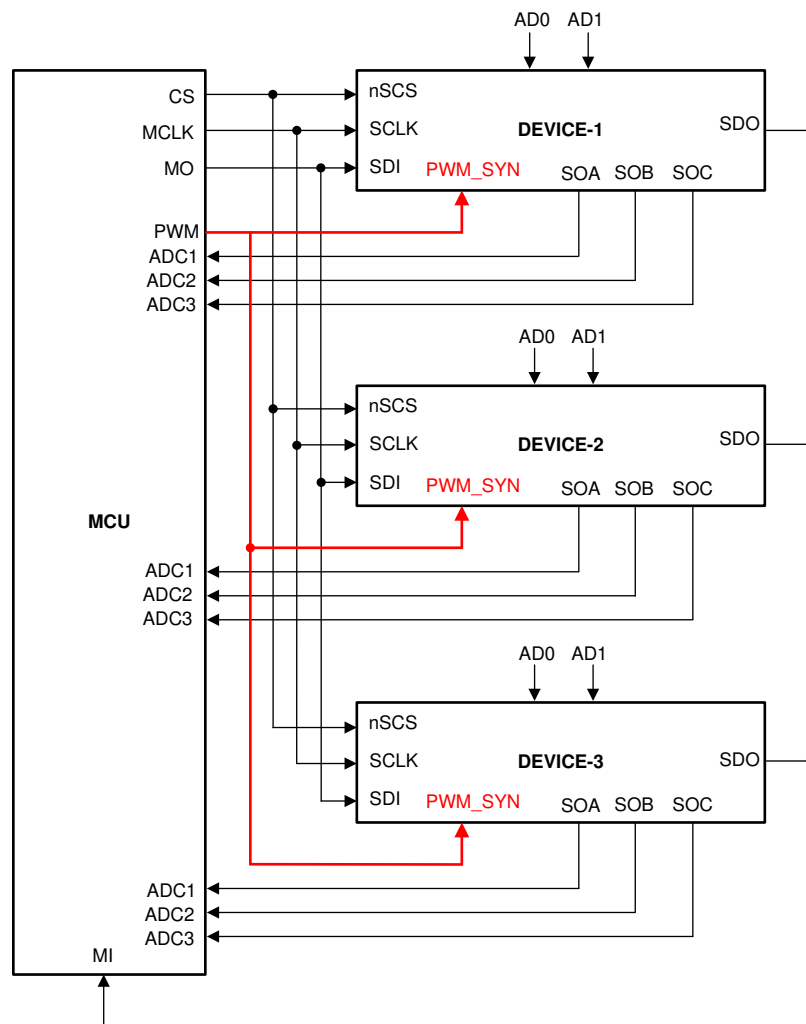 AD0 AD1
CS nSCS
MCLK SCLK DEVICE-1 SDO
MO SDI PWM_SYN SOA SOB SOC
PWM
ADC1
ADC2
ADC3
AD0 AD1
nSCS
SCLK DEVICE-2 SDO
SDI PWM_SYN SOA SOB SOC
MCU
ADC1
ADC2
ADC3
AD0 AD1
nSCS
SCLK DEVICE-3 SDO
SDI PWM_SYN SOA SOB SOC
ADC1
ADC2
ADC3
MI